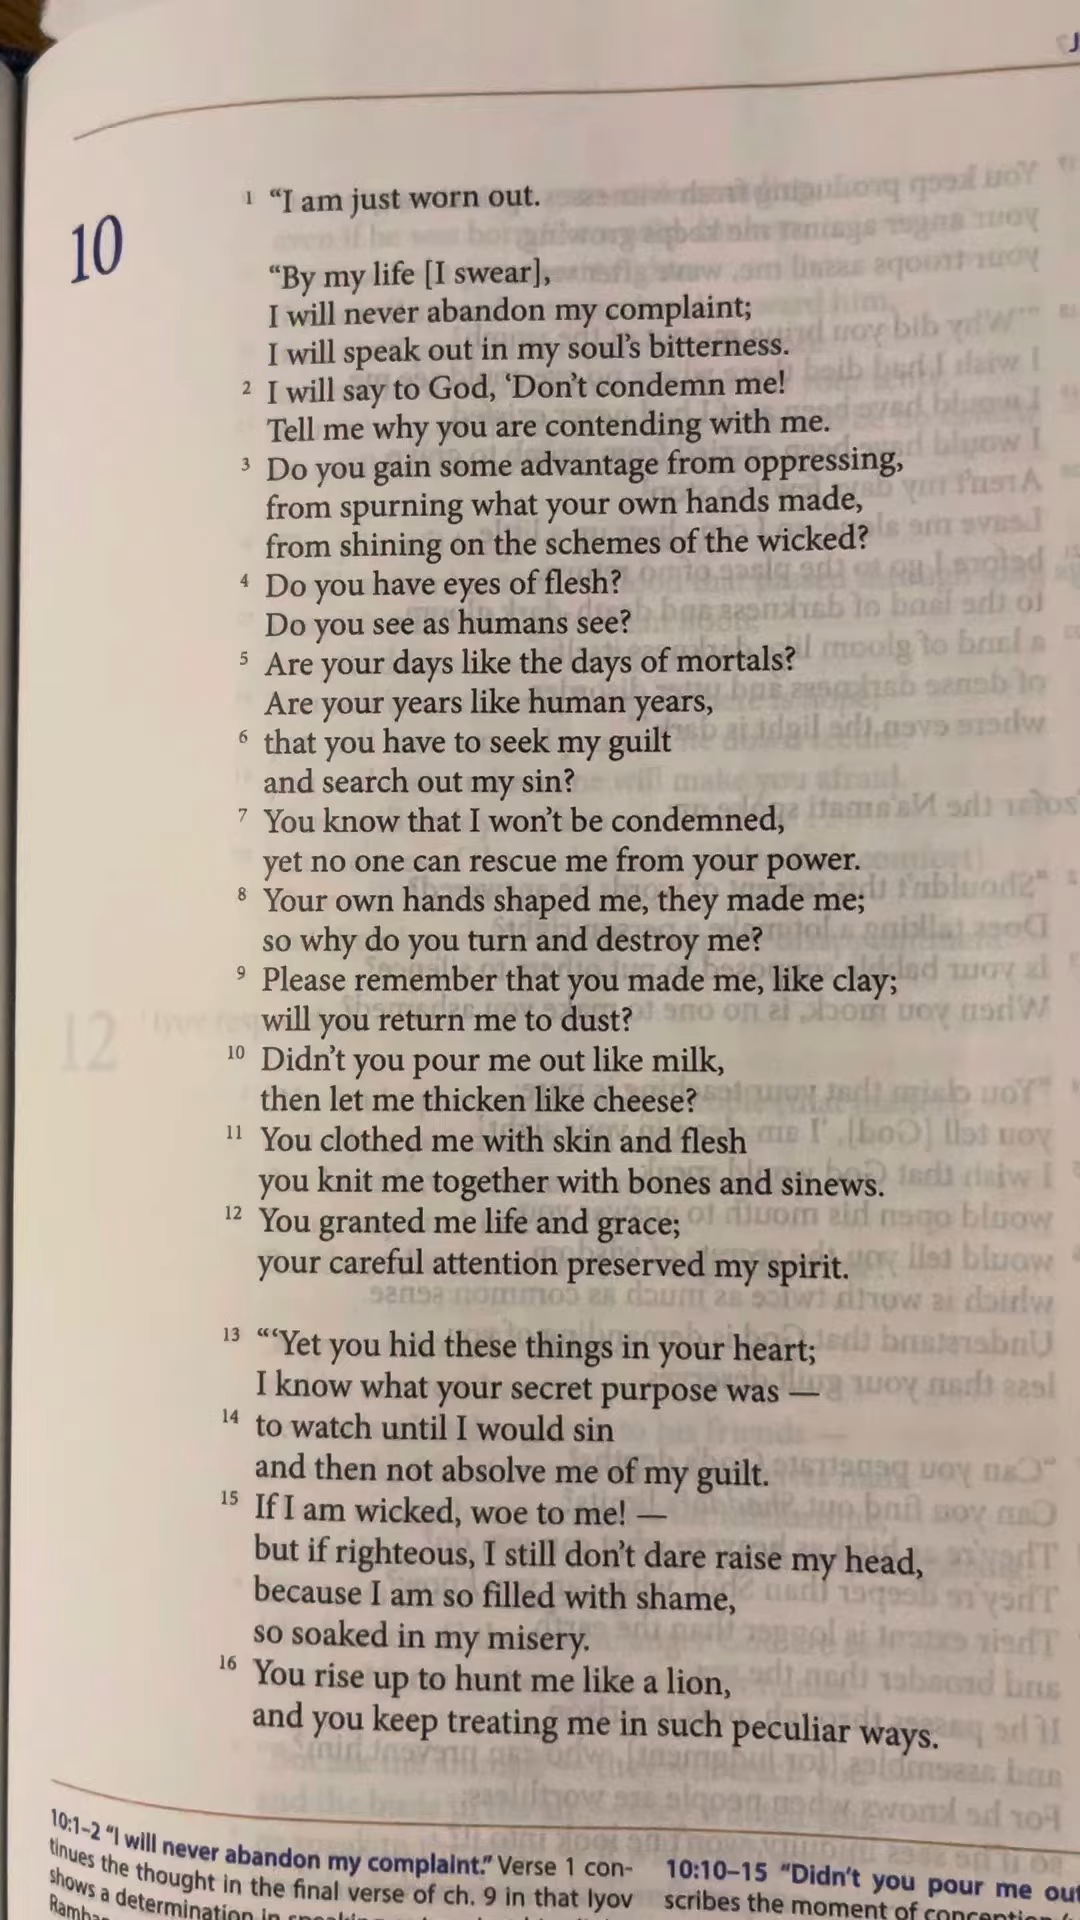 10
1 “I am just worn out.
“By my life [I swear],
I will never abandon my complaint;
I will speak out in my soul’s bitterness.
2 I will say to God, ‘Don’t condemn me!
Tell me why you are contending with me.
3 Do you gain some advantage from oppressing,
from spurning what your own hands made,
from shining on the schemes of the wicked?
4 Do you have eyes of flesh?
Do you see as humans see?
5 Are your days like the days of mortals?
Are your years like human years,
6 that you have to seek my guilt
and search out my sin?
7 You know that I won’t be condemned,
yet no one can rescue me from your power.
8 Your own hands shaped me, they made me;
so why do you turn and destroy me?
9 Please remember that you made me, like clay;
will you return me to dust?
10 Didn’t you pour me out like milk,
then let me thicken like cheese?
11 You clothed me with skin and flesh
you knit me together with bones and sinews.
12 You granted me life and grace;
your careful attention preserved my spirit.
13 “‘Yet you hid these things in your heart;
I know what your secret purpose was —
14 to watch until I would sin
and then not absolve me of my guilt.
15 If I am wicked, woe to me! —
but if righteous, I still don’t dare raise my head,
because I am so filled with shame,
so soaked in my misery.
16 You rise up to hunt me like a lion,
and you keep treating me in such peculiar ways.
10:1–2 “I will never abandon my complaint.” Verse 1 con-
tinues the thought in the final verse of ch. 9 in that Iyov
shows a determination in
10:10–15 “Didn’t you pour me out
scribes the moment of